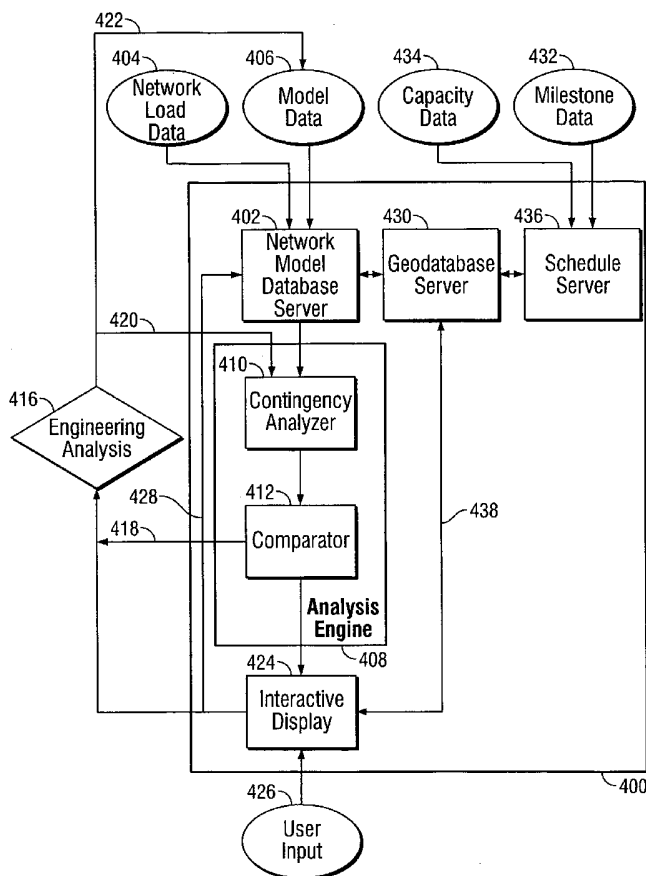 422
404
406
434
432
Network
Load
Data
Model
Data
Capacity
Data
Milestone
Data
402
430
436
Network
Model
Database
Server
Geodatabase
Server
Schedule
Server
420
410
416
Contingency
Analyzer
Engineering
Analysis
412
428
418
438
Comparator
Analysis
Engine
424
408
Interactive
Display
400
426
User
Input